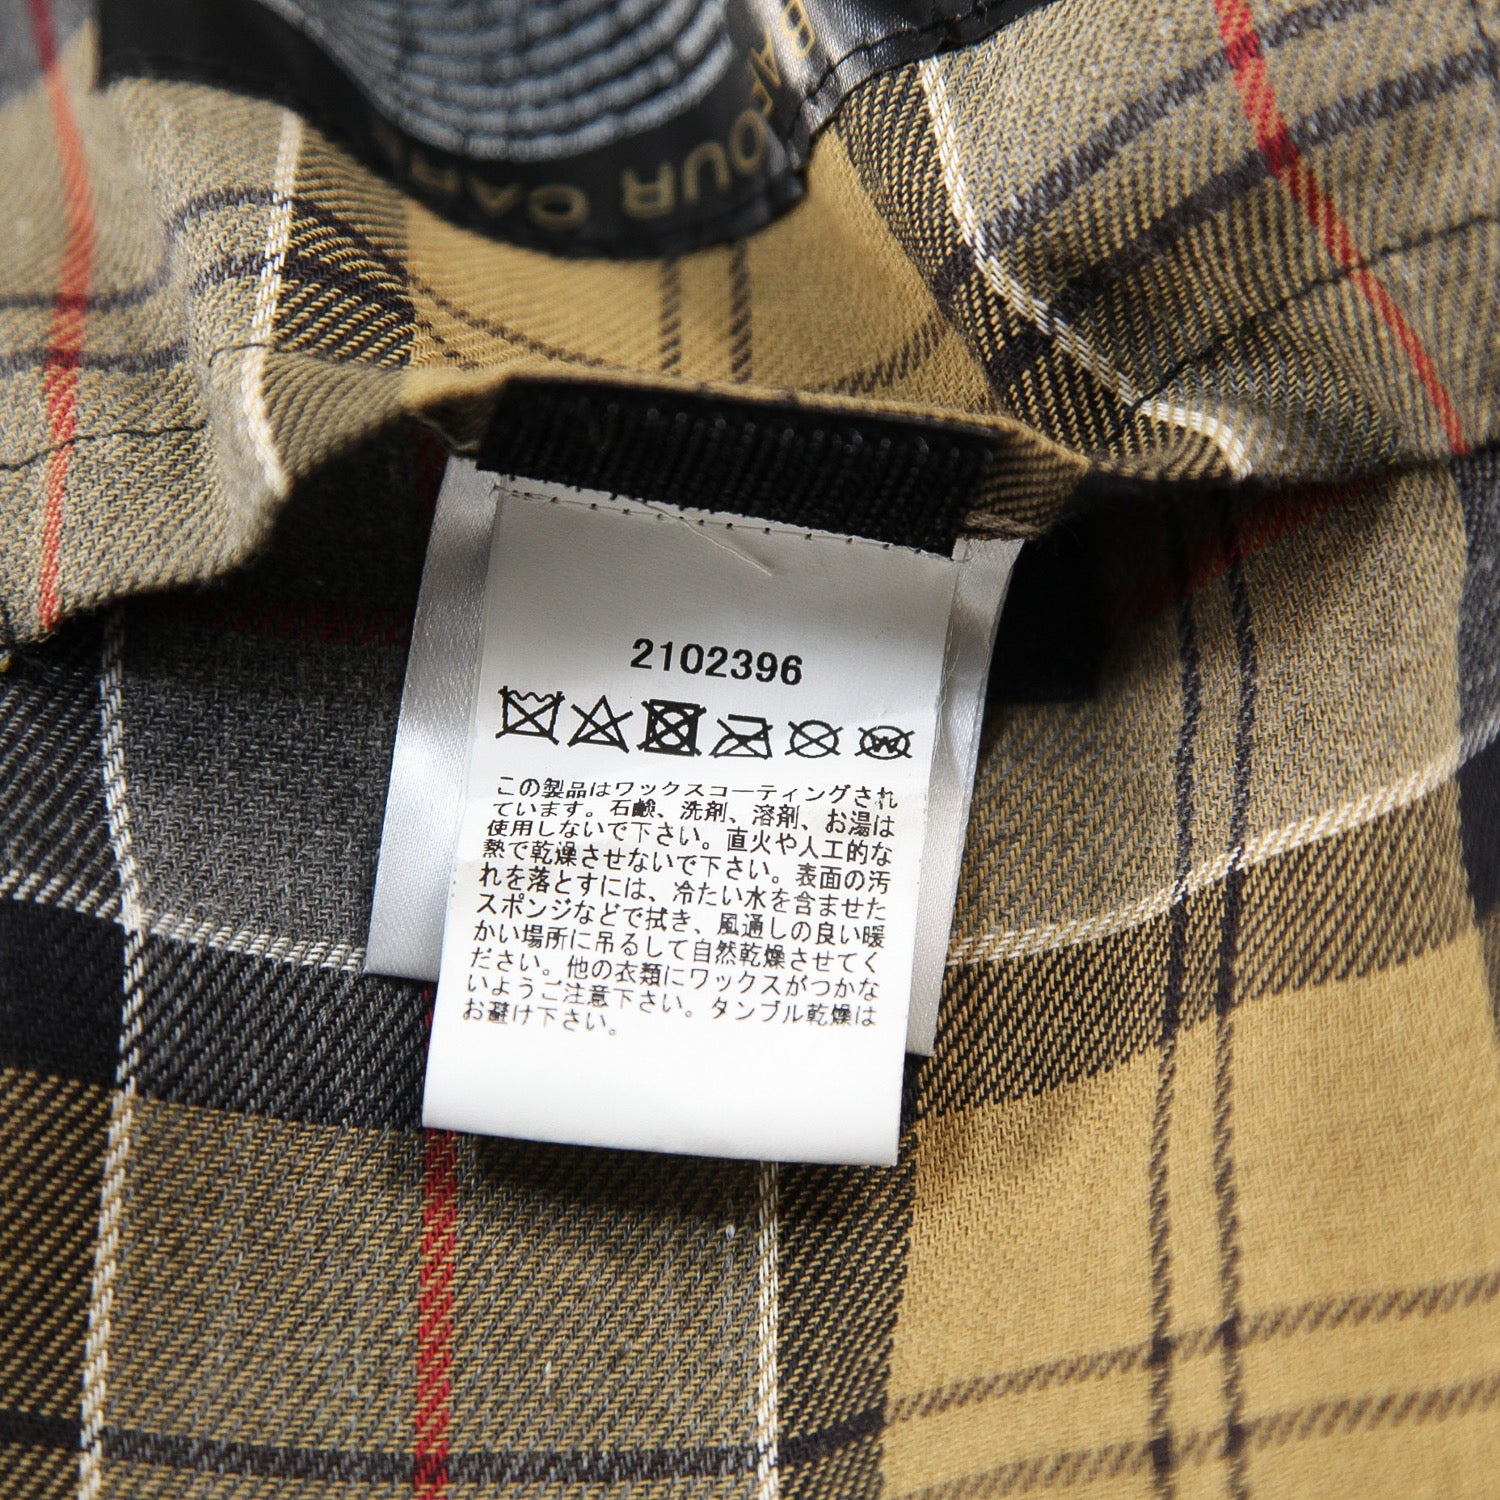 OUR CAR
BAR
2102396
この製品はワックスコーティングされ
ています。石鹸、洗剤、溶剤、お湯は
使用しないで下さい。直火や人工的な
熱で乾燥させないで下さい。表面の汚
れを落とすには、冷たい水を含ませた
スポンジなどで拭き、風通しの良い暖
かい場所に吊るして自然乾燥させてく
ださい。他の衣類にワックスがつかな
いようご注意下さい。タンブル乾燥は
お避け下さい。